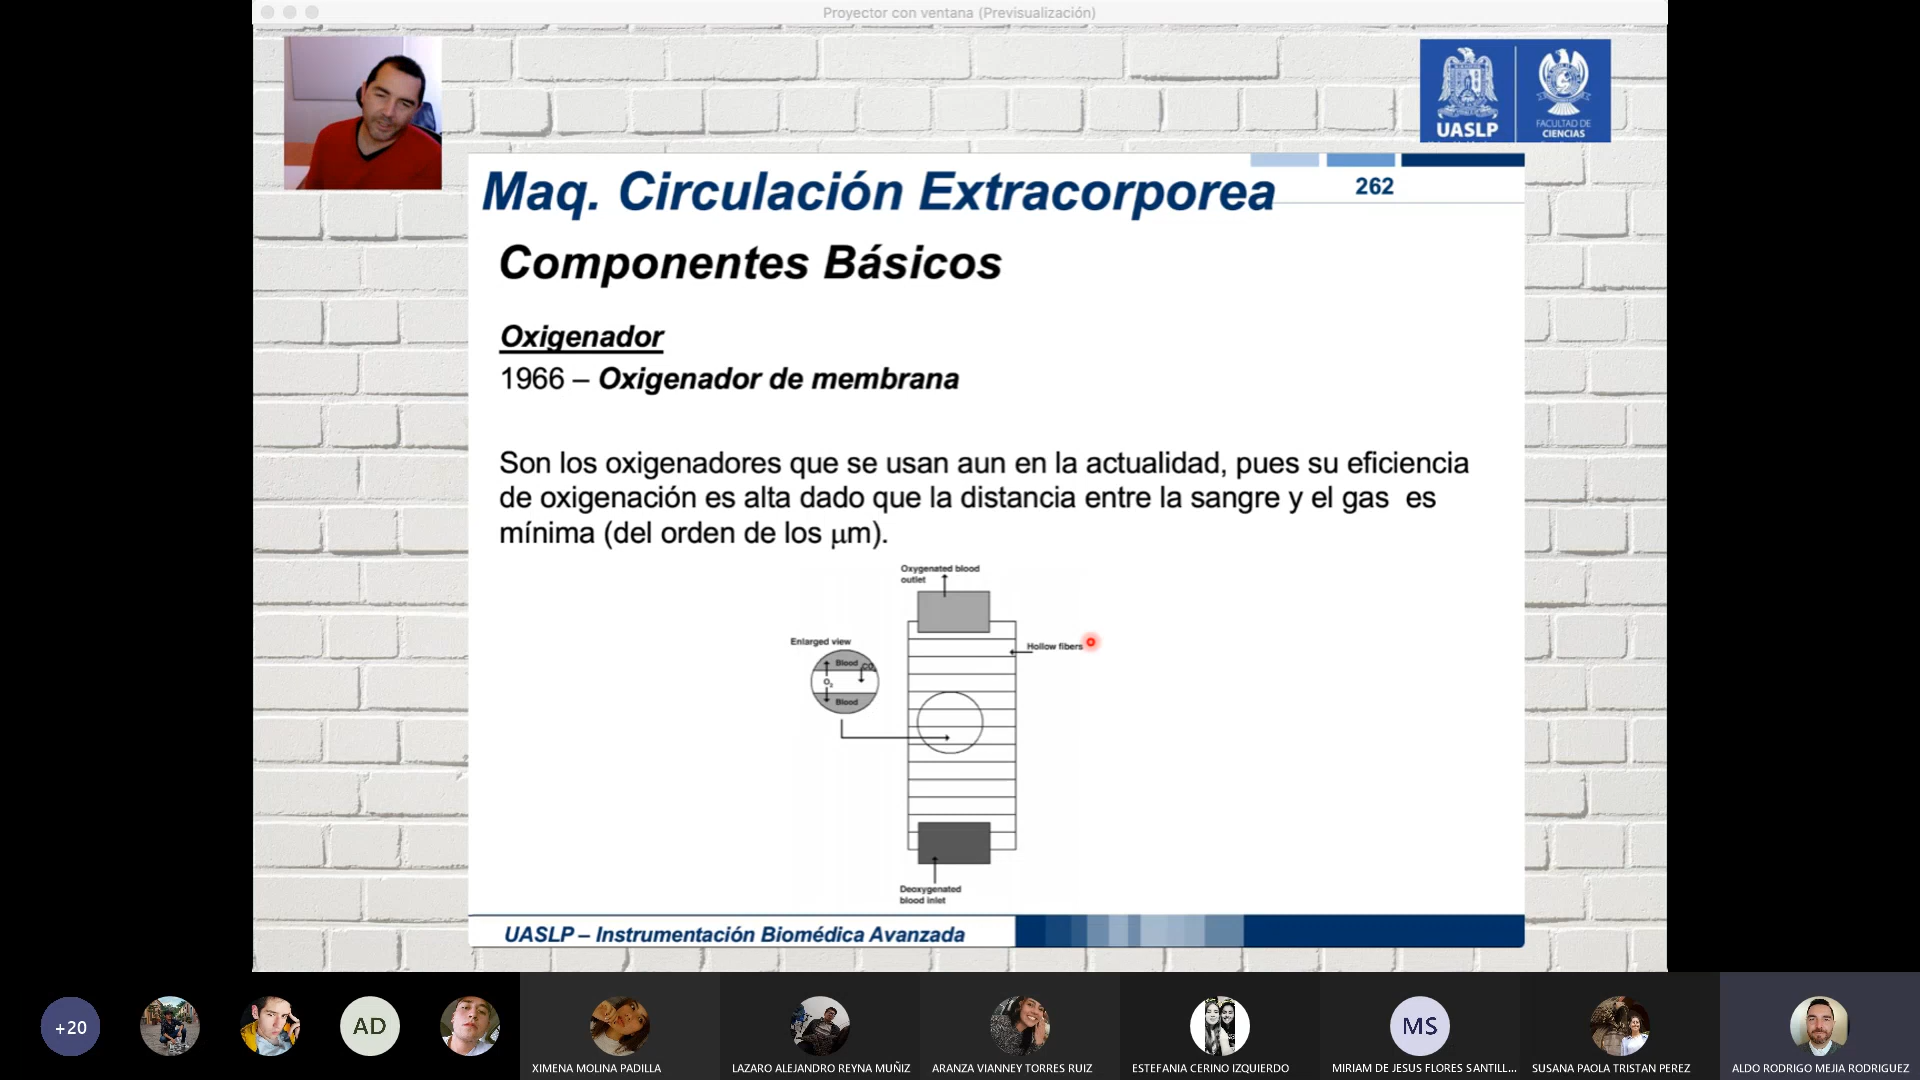 Proyector con ventana (Previsualización)
UASLP
FACULTAD DE
CIENCIAS
Maq. Circulación Extracorporea
262
Componentes Básicos
Oxigenador
1966 – Oxigenador de membrana
Son los oxigenadores que se usan aun en la actualidad, pues su eficiencia
de oxigenación es alta dado que la distancia entre la sangre y el gas es
mínima (del orden de los µm).
Oxygenated blood
outlet
Enlarged view
Hollow fibers
Blood
CO2
O2
Blood
Deoxygenated
blood inlet
UASLP – Instrumentación Biomédica Avanzada
+20
AD
MS
XIMENA MOLINA PADILLA
LAZARO ALEJANDRO REYNA MUÑIZ
ARANZA VIANNEY TORRES RUIZ
ESTEFANIA CERINO IZQUIERDO
MIRIAM DE JESUS FLORES SANTILL...
SUSANA PAOLA TRISTAN PEREZ
ALDO RODRIGO MEJIA RODRIGUEZ